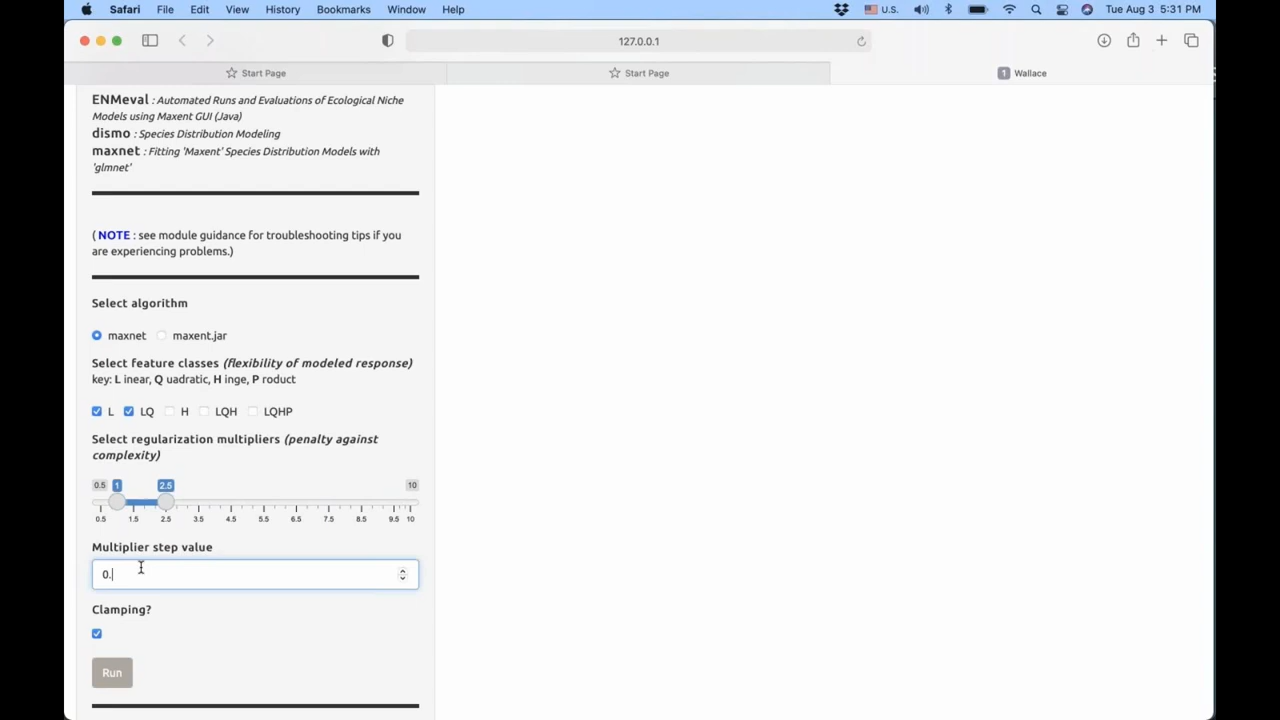 Safari File Edit View History Bookmarks Window Help U.S. Tue Aug 3 5:31 PM
127.0.0.1
Start Page Start Page 1 Wallace
ENMeval : Automated Runs and Evaluations of Ecological Niche
Models using Maxent GUI (Java)
dismo : Species Distribution Modeling
maxnet : Fitting 'Maxent' Species Distribution Models with
'glmnet'
( NOTE : see module guidance for troubleshooting tips if you
are experiencing problems.)
Select algorithm
maxnet maxent.jar
Select feature classes (flexibility of modeled response)
key: L inear, Q uadratic, H inge, P roduct
L LQ H LQH LQHP
Select regularization multipliers (penalty against
complexity)
0.5 1 2.5 10
0.5 1.5 2.5 3.5 4.5 5.5 6.5 7.5 8.5 9.5 10
Multiplier step value
0.
Clamping?
Run